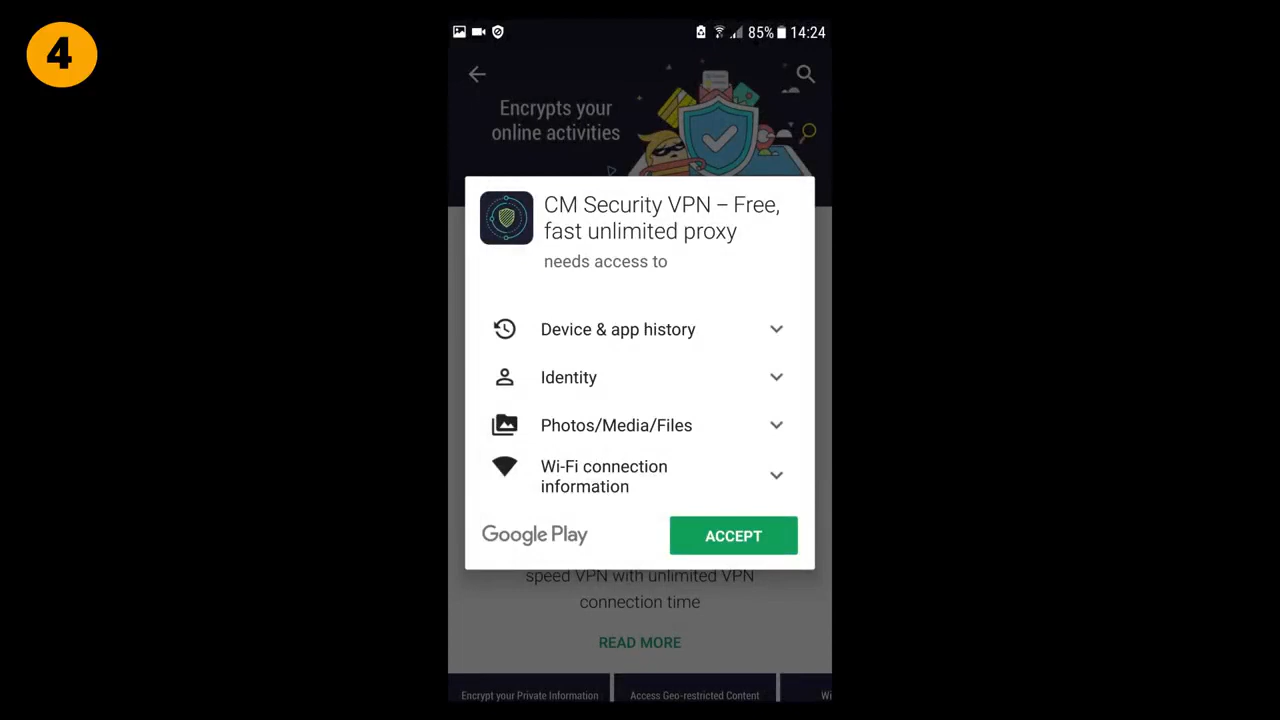 4
85% 14:24
Encrypts your
online activities
CM Security VPN – Free,
fast unlimited proxy
needs access to
Device & app history
Identity
Photos/Media/Files
Wi-Fi connection
information
Google Play
ACCEPT
speed VPN with unlimited VPN
connection time
READ MORE
Encrypt your Private Information
Access Geo-restricted Content
Wi